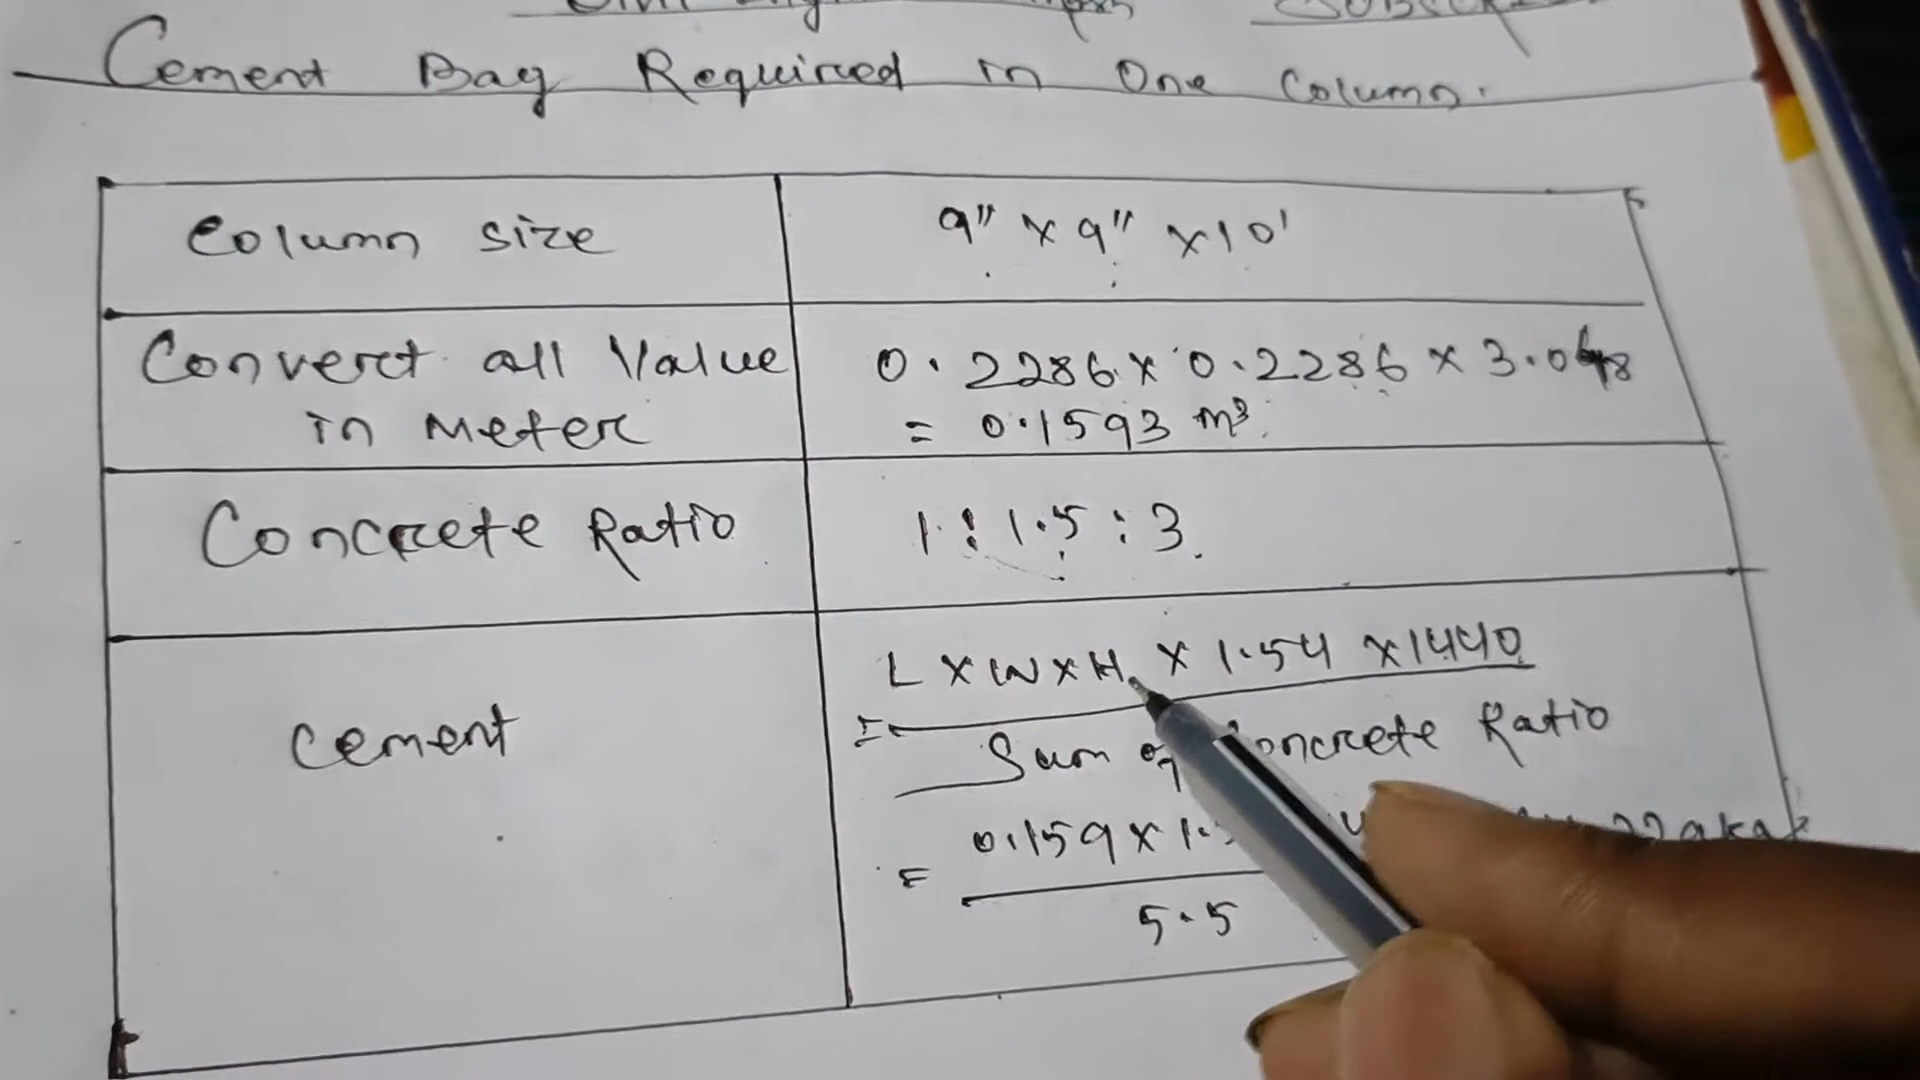 Cement Bag Required in One Column.
Column size
9" x 9" x 10'
Convert all Value
in Meter
0.2286 x 0.2286 x 3.048
= 0.1593 m³.
Concrete Ratio
1 : 1.5 : 3
Cement
= L x W x H x 1.54 x 1440
Sum of Concrete Ratio
= 0.159 x 1.
5.5